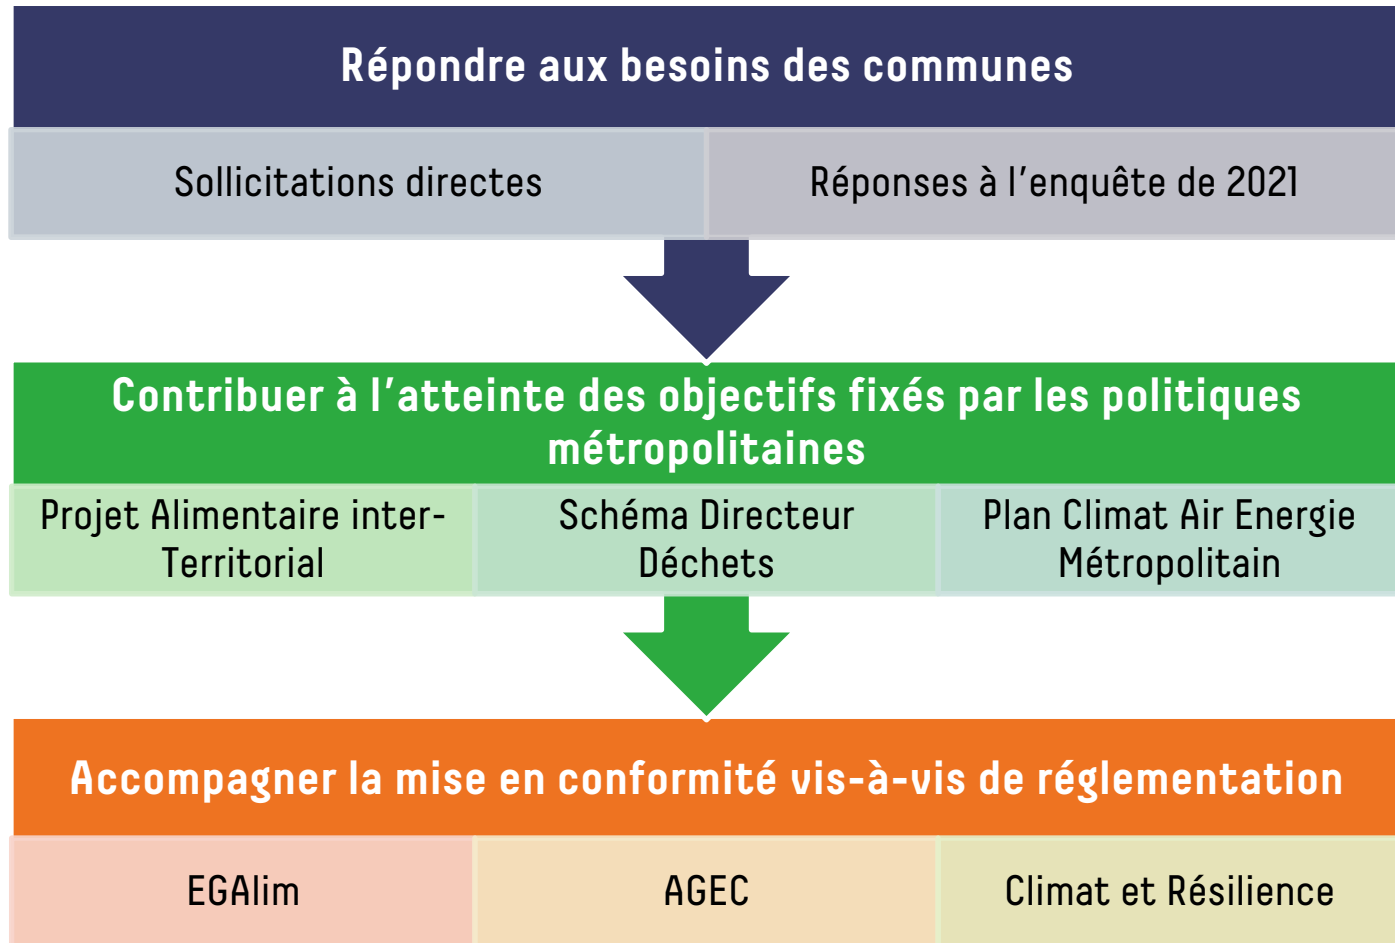 Répondre aux besoins des communes
Sollicitations directes
Réponses à l'enquête de 2021
Contribuer à l'atteinte des objectifs fixés par les politiques
métropolitaines
Projet Alimentaire inter-
Territorial
Schéma Directeur
Déchets
Plan Climat Air Energie
Métropolitain
Accompagner la mise en conformité vis-à-vis de réglementation
EGAlim
AGEC
Climat et Résilience